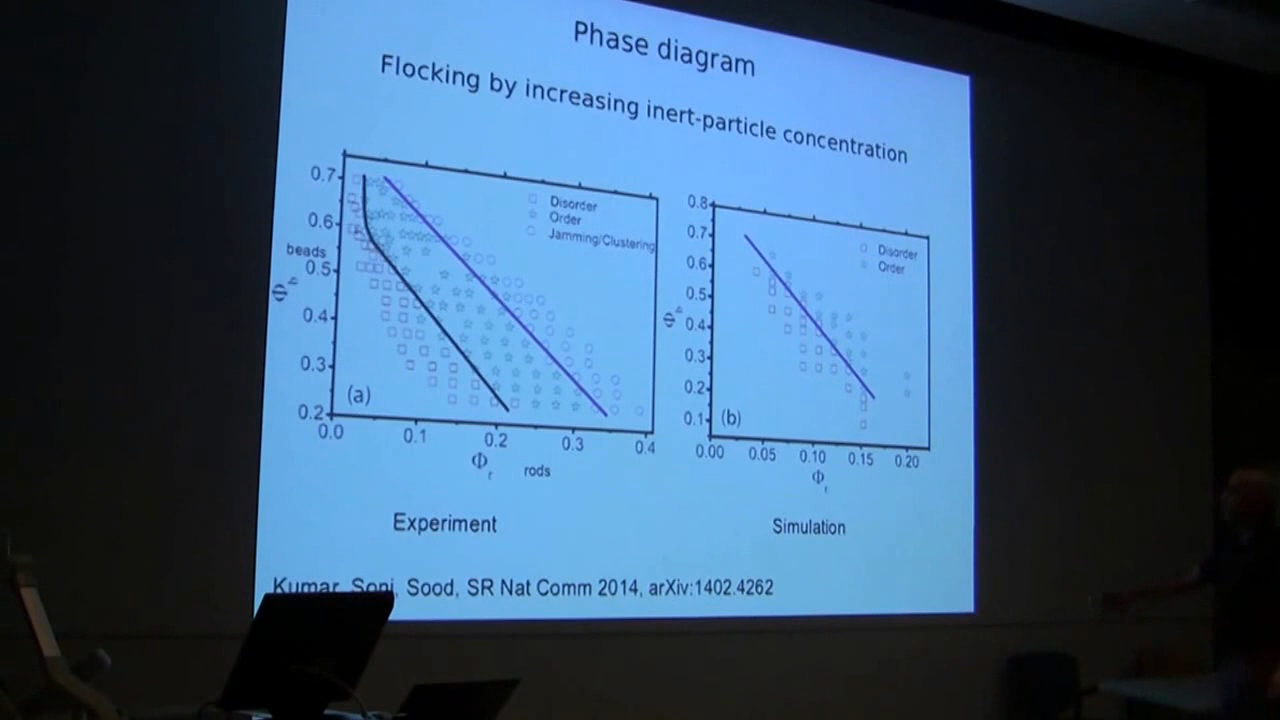 Phase diagram
Flocking by increasing inert-particle concentration
0.7
0.6
0.5
0.4
0.3
0.2
beads
Φb
Disorder
Order
Jamming/Clustering
(a)
0.0 0.1 0.2 0.3 0.4
Φr rods
Experiment
0.8
0.7
0.6
0.5
0.4
0.3
0.2
0.1
Φb
Disorder
Order
(b)
0.00 0.05 0.10 0.15 0.20
Φr
Simulation
Kumar, Soni, Sood, SR Nat Comm 2014, arXiv:1402.4262